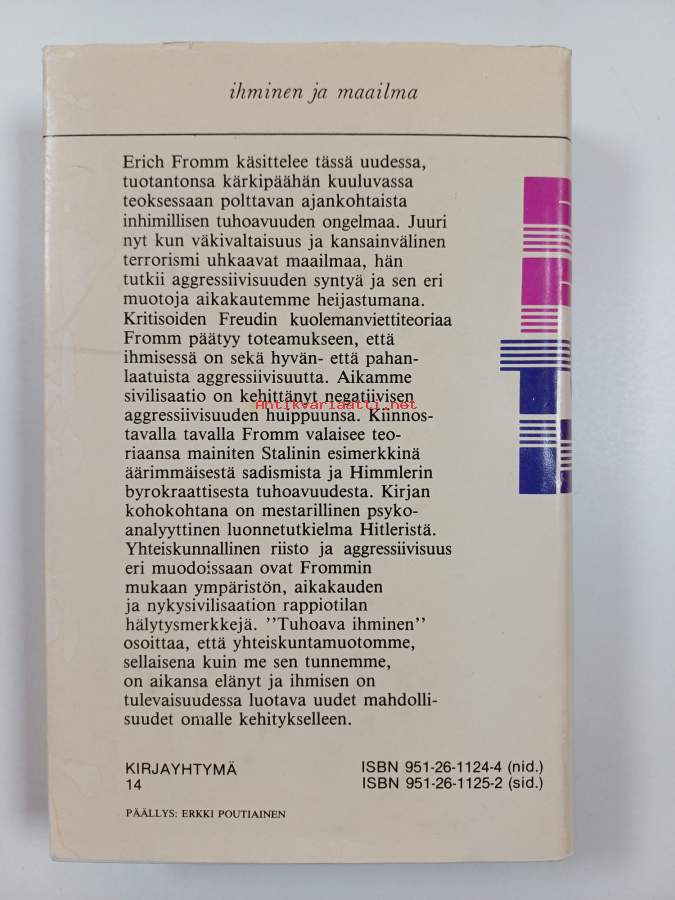 ihminen ja maailma
Erich Fromm käsittelee tässä uudessa,
tuotantonsa kärkipäähän kuuluvassa
teoksessaan polttavan ajankohtaista
inhimillisen tuhoavuuden ongelmaa. Juuri
nyt kun väkivaltaisuus ja kansainvälinen
terrorismi uhkaavat maailmaa, hän
tutkii aggressiivisuuden syntyä ja sen eri
muotoja aikakautemme heijastumana.
Kritisoiden Freudin kuolemanviettiteoriaa
Fromm päätyy toteamukseen, että
ihmisessä on sekä hyvän- että pahan-
laatuista aggressiivisuutta. Aikamme
sivilisaatio on kehittänyt negatiivisen
Antikvariaatti.net
aggressiivisuuden huippuunsa. Kiinnos-
tavalla tavalla Fromm valaisee teo-
riaansa mainiten Stalinin esimerkkinä
äärimmäisestä sadismista ja Himmlerin
byrokraattisesta tuhoavuudesta. Kirjan
kohokohtana on mestarillinen psyko-
analyyttinen luonnetutkielma Hitleristä.
Yhteiskunnallinen riisto ja aggressiivisuus
eri muodoissaan ovat Frommin
mukaan ympäristön, aikakauden
ja nykysivilisaation rappiotilan
hälytysmerkkejä. ”Tuhoava ihminen”
osoittaa, että yhteiskuntamuotomme,
sellaisena kuin me sen tunnemme,
on aikansa elänyt ja ihmisen on
tulevaisuudessa luotava uudet mahdolli-
suudet omalle kehitykselleen.
KIRJAYHTYMÄ
14
ISBN 951-26-1124-4 (nid.)
ISBN 951-26-1125-2 (sid.)
PÄÄLLYS: ERKKI POUTIAINEN